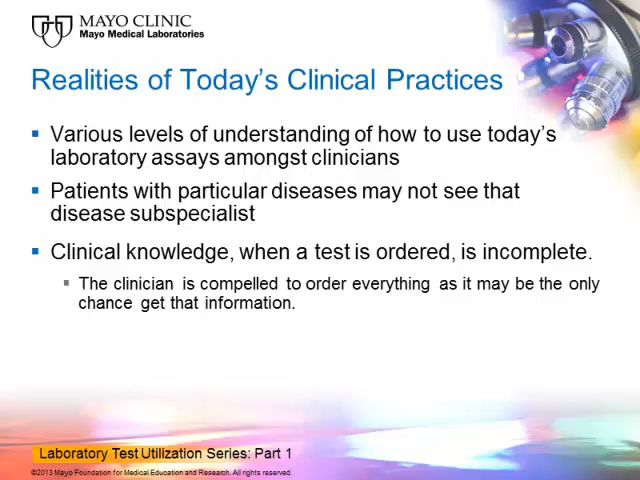 MAYO CLINIC
Mayo Medical Laboratories
Realities of Today's Clinical Practices
Various levels of understanding of how to use today's
laboratory assays amongst clinicians
Patients with particular diseases may not see that
disease subspecialist
Clinical knowledge, when a test is ordered, is incomplete.
The clinician is compelled to order everything as it may be the only
chance get that information.
Laboratory Test Utilization Series: Part 1
©2013 Mayo Foundation for Medical Education and Research. All rights reserved.